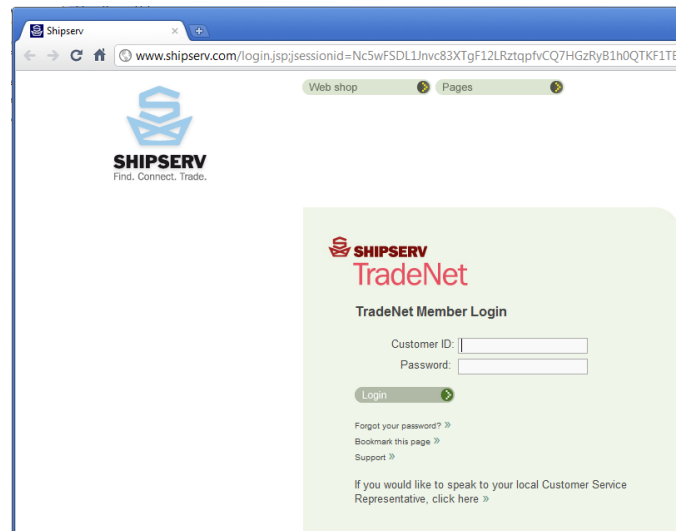 Shipserv
www.shipserv.com/login.jsp;jsessionid=Nc5wFSDL1Jnvc83XTgF12LRztqpfvCQ7HGzRyB1h0QTKF1TE
Web shop
Pages
SHIPSERV
Find. Connect. Trade.
SHIPSERV
TradeNet
TradeNet Member Login
Customer ID:
Password:
Login
Forgot your password? »
Bookmark this page »
Support »
If you would like to speak to your local Customer Service
Representative, click here »